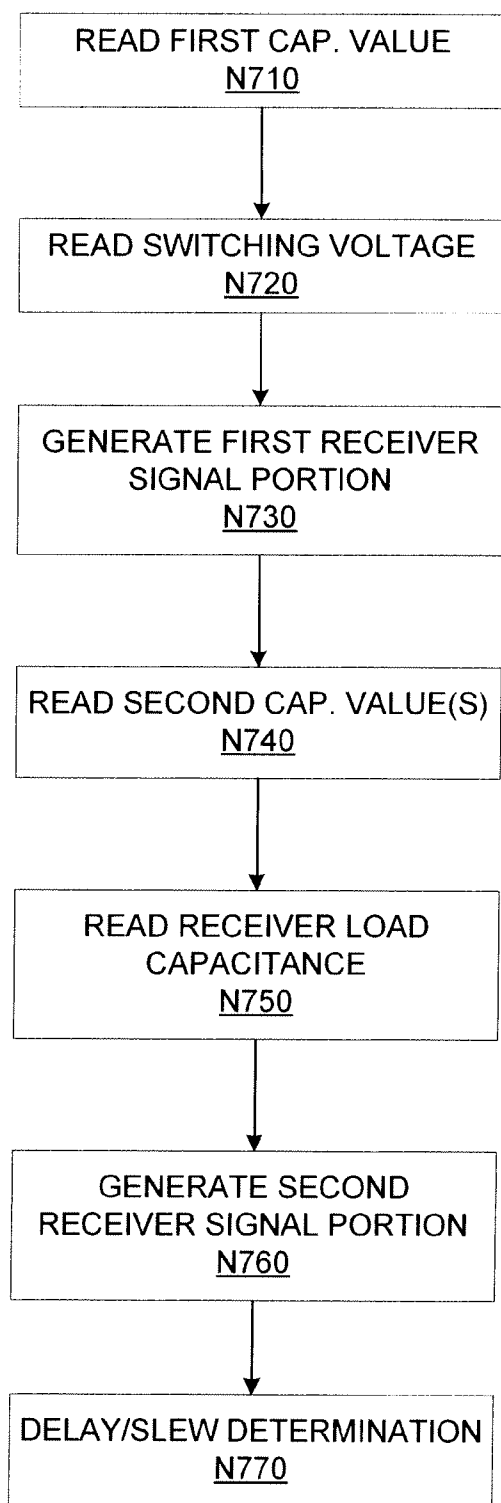 READ FIRST CAP. VALUE
N710
READ SWITCHING VOLTAGE
N720
GENERATE FIRST RECEIVER
SIGNAL PORTION
N730
READ SECOND CAP. VALUE(S)
N740
READ RECEIVER LOAD
CAPACITANCE
N750
GENERATE SECOND
RECEIVER SIGNAL PORTION
N760
DELAY/SLEW DETERMINATION
N770